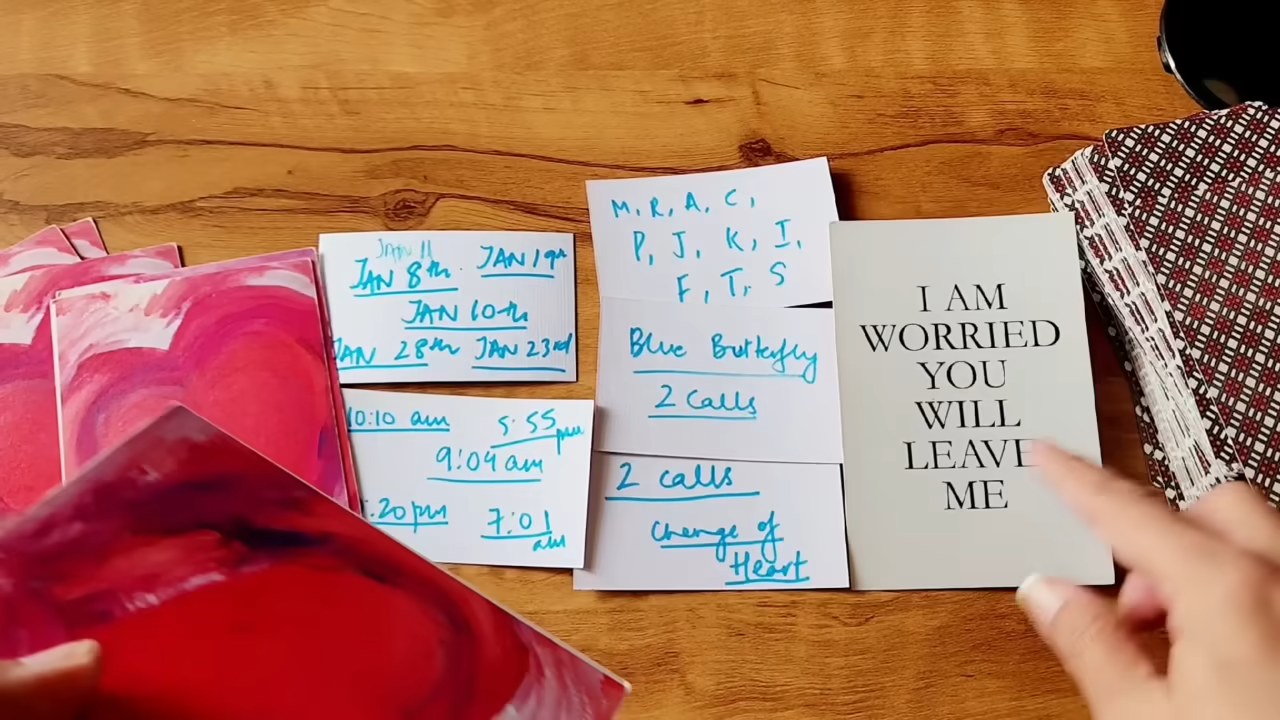 JAN 11
JAN 8th. JAN 19th
JAN 10th
JAN 28th JAN 23rd
10:10 am 5:55 pm
9:04 am
:20 pm 7:01 am
M, R, A, C,
P, J, K, I,
F, T, S
Blue Butterfly
2 calls
2 calls
Change of
Heart
I AM
WORRIED
YOU
WILL
LEAVE
ME